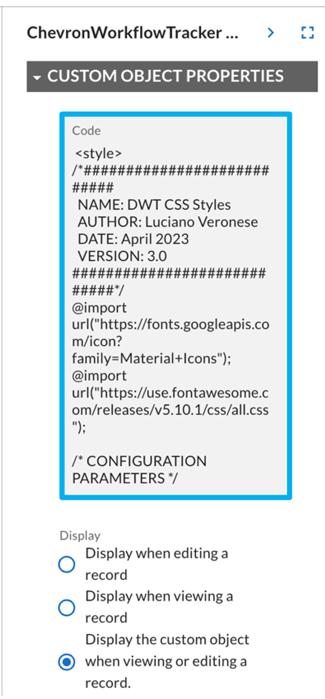 ChevronWorkflowTracker ...
CUSTOM OBJECT PROPERTIES
Code
<style>
/*######################
#####
NAME: DWT CSS Styles
AUTHOR: Luciano Veronese
DATE: April 2023
VERSION: 3.0
######################
#####*/
@import
url("https://fonts.googleapis.co
m/icon?
family=Material+Icons");
@import
url("https://use.fontawesome.c
om/releases/v5.10.1/css/all.css
");
/* CONFIGURATION
PARAMETERS */
Display
Display when editing a
record
Display when viewing a
record
Display the custom object
when viewing or editing a
record.